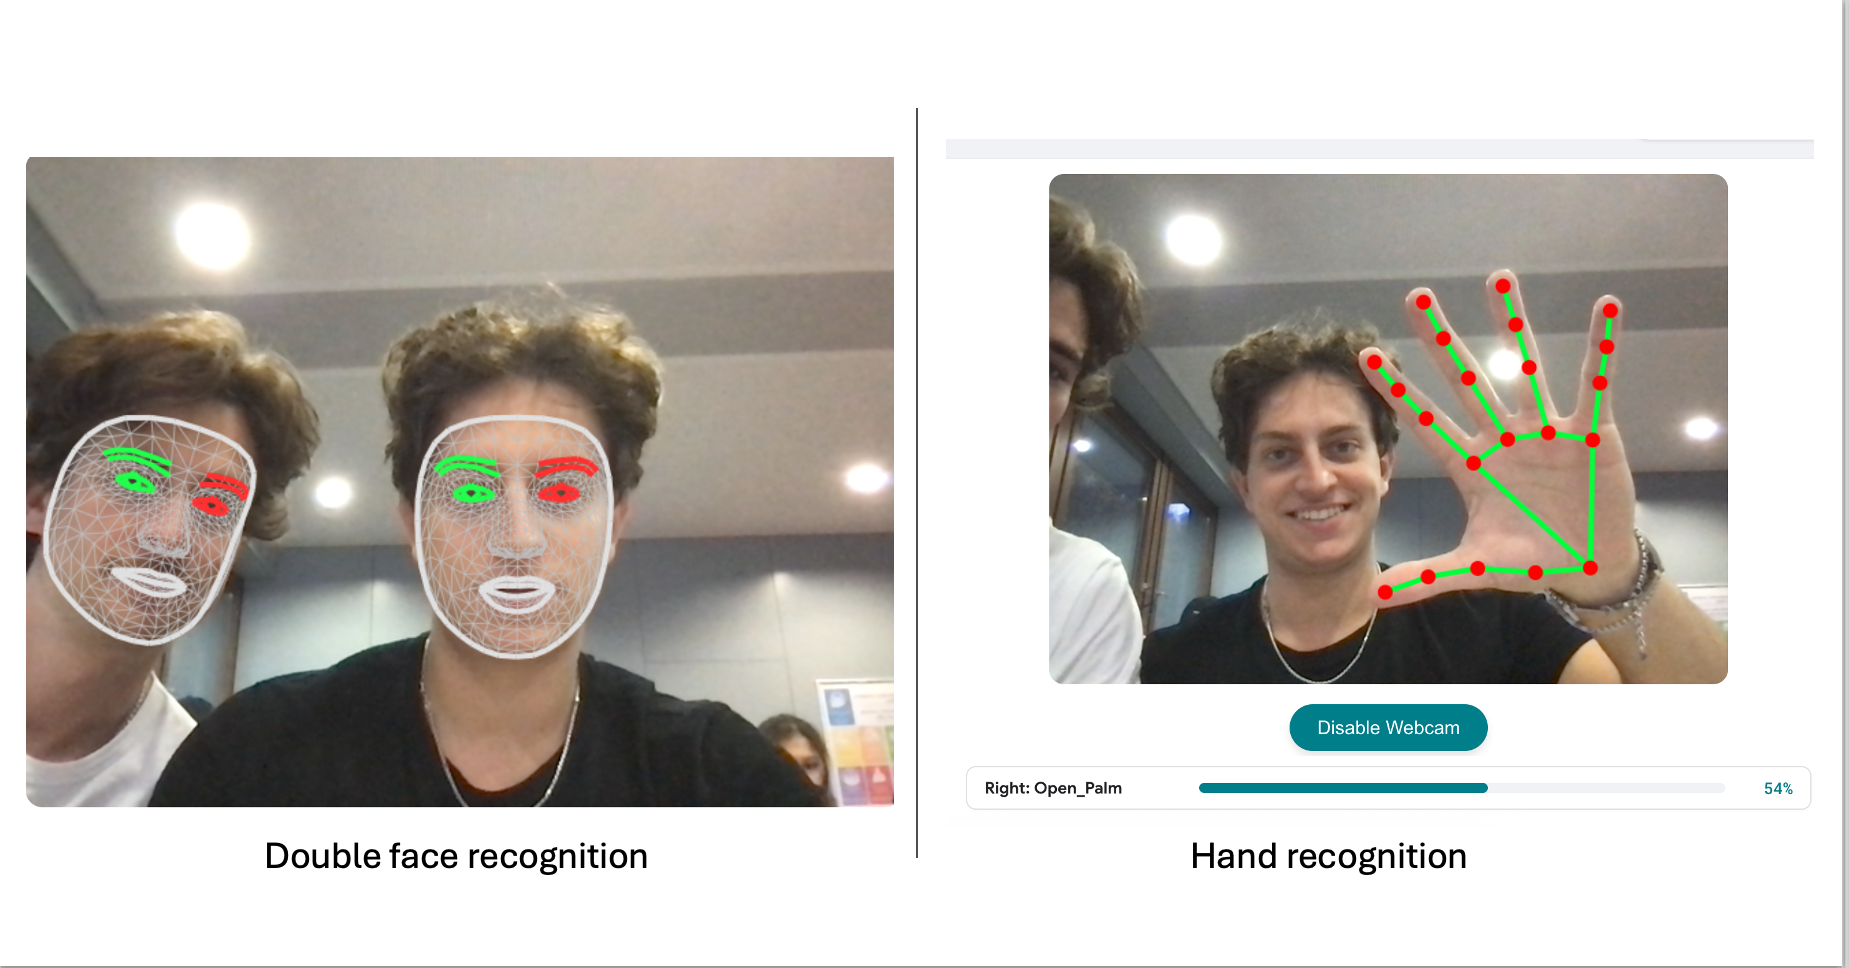 Double face recognition
Disable Webcam
Right: Open_Palm 54%
Hand recognition